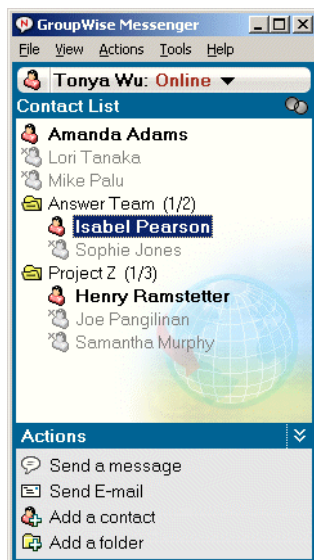 GroupWise Messenger
File View Actions Tools Help
Tonya Wu: Online
Contact List
Amanda Adams
Lori Tanaka
Mike Palu
Answer Team (1/2)
Isabel Pearson
Sophie Jones
Project Z (1/3)
Henry Ramstetter
Joe Pangilinan
Samantha Murphy
Actions
Send a message
Send E-mail
Add a contact
Add a folder